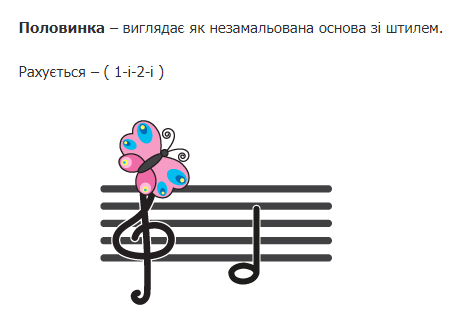 Половинка – виглядає як незамальована основа зі штилем.
Рахується – ( 1-і-2-і )